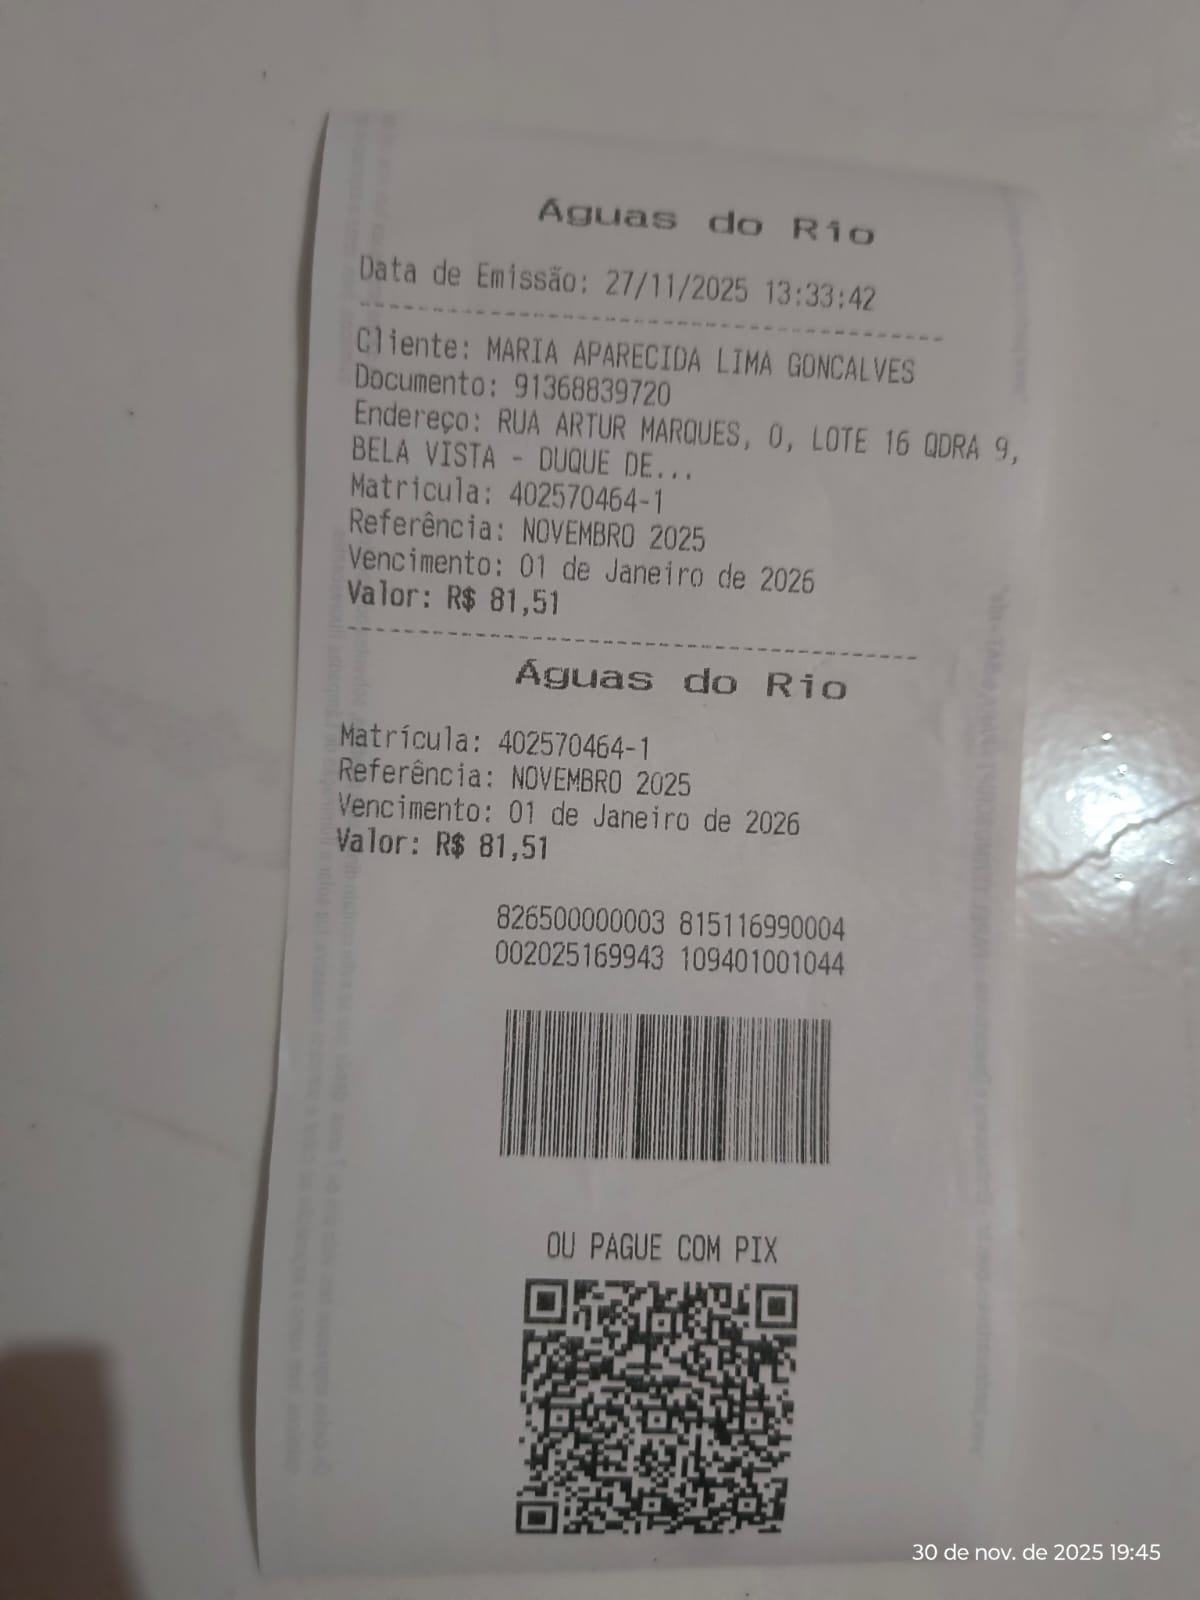 Águas do Rio
Data de Emissão: 27/11/2025 13:33:42
Cliente: MARIA APARECIDA LIMA GONCALVES
Documento: 91368839720
Endereço: RUA ARTUR MARQUES, 0, LOTE 16 QDRA 9,
BELA VISTA - DUQUE DE...
Matricula: 402570464-1
Referência: NOVEMBRO 2025
Vencimento: 01 de Janeiro de 2026
Valor: R$ 81,51
Águas do Rio
Matrícula: 402570464-1
Referência: NOVEMBRO 2025
Vencimento: 01 de Janeiro de 2026
Valor: R$ 81,51
826500000003 815116990004
002025169943 109401001044
OU PAGUE COM PIX
30 de nov. de 2025 19:45